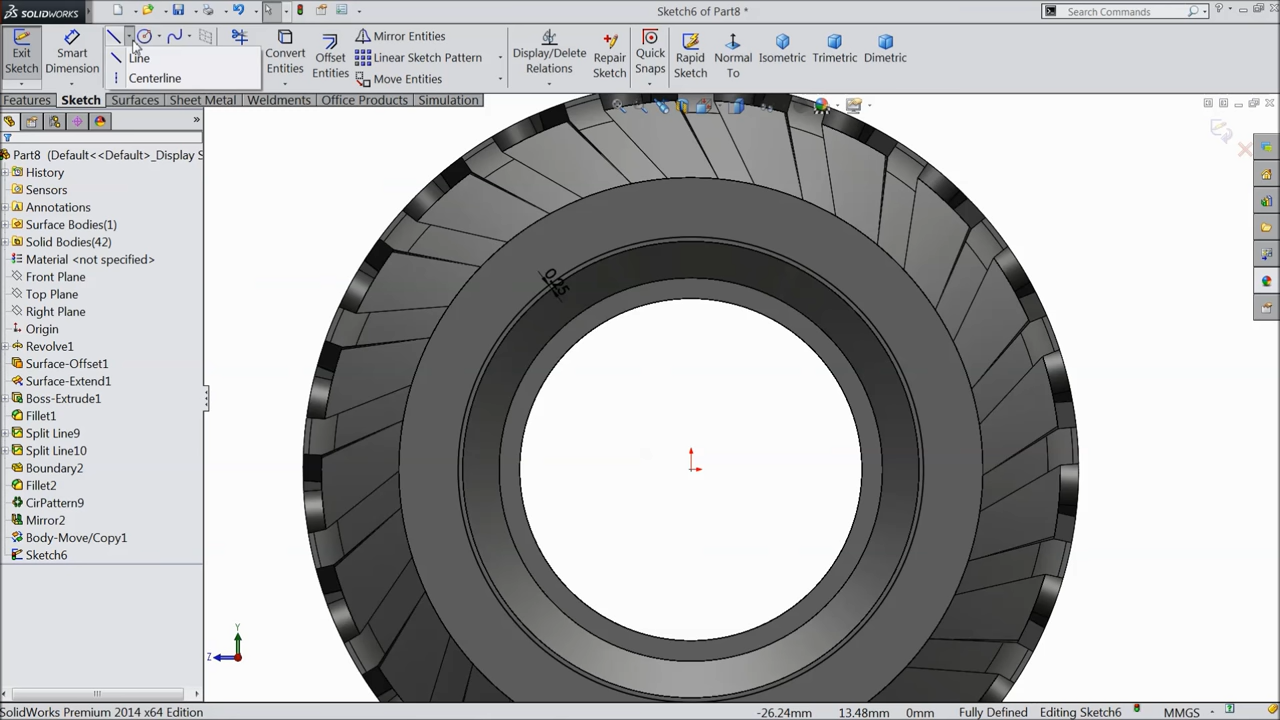 SOLIDWORKS
Sketch6 of Part8 *
Search Commands
Exit Sketch
Smart Dimension
Line
Centerline
Convert Entities
Offset Entities
Mirror Entities
Linear Sketch Pattern
Move Entities
Display/Delete Relations
Repair Sketch
Quick Snaps
Rapid Sketch
Normal To
Isometric
Trimetric
Dimetric
Features
Sketch
Surfaces
Sheet Metal
Weldments
Office Products
Simulation
Part8 (Default<<Default>_Display S
History
Sensors
Annotations
Surface Bodies(1)
Solid Bodies(42)
Material <not specified>
Front Plane
Top Plane
Right Plane
Origin
Revolve1
Surface-Offset1
Surface-Extend1
Boss-Extrude1
Fillet1
Split Line9
Split Line10
Boundary2
Fillet2
CirPattern9
Mirror2
Body-Move/Copy1
Sketch6
0.25
Y
Z
SolidWorks Premium 2014 x64 Edition
-26.24mm
13.48mm
0mm
Fully Defined
Editing Sketch6
MMGS